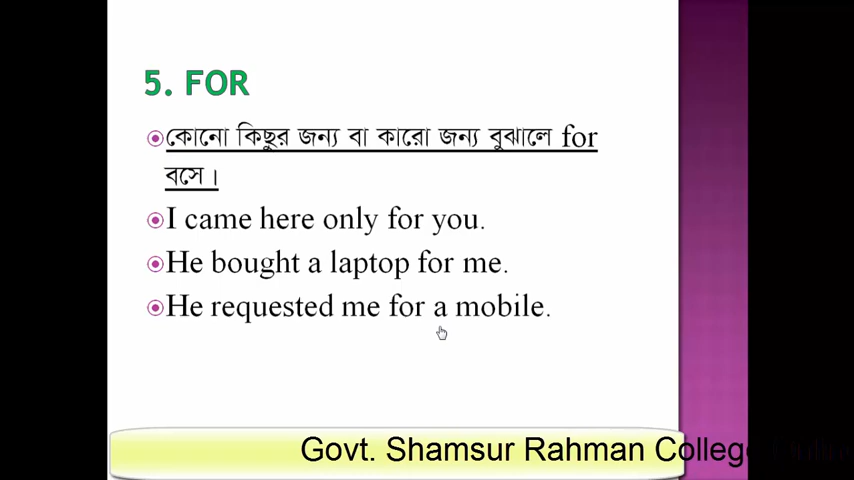 5. FOR
কোনো কিছুর জন্য বা কারো জন্য বুঝালে for
বসে।
I came here only for you.
He bought a laptop for me.
He requested me for a mobile.
Govt. Shamsur Rahman College